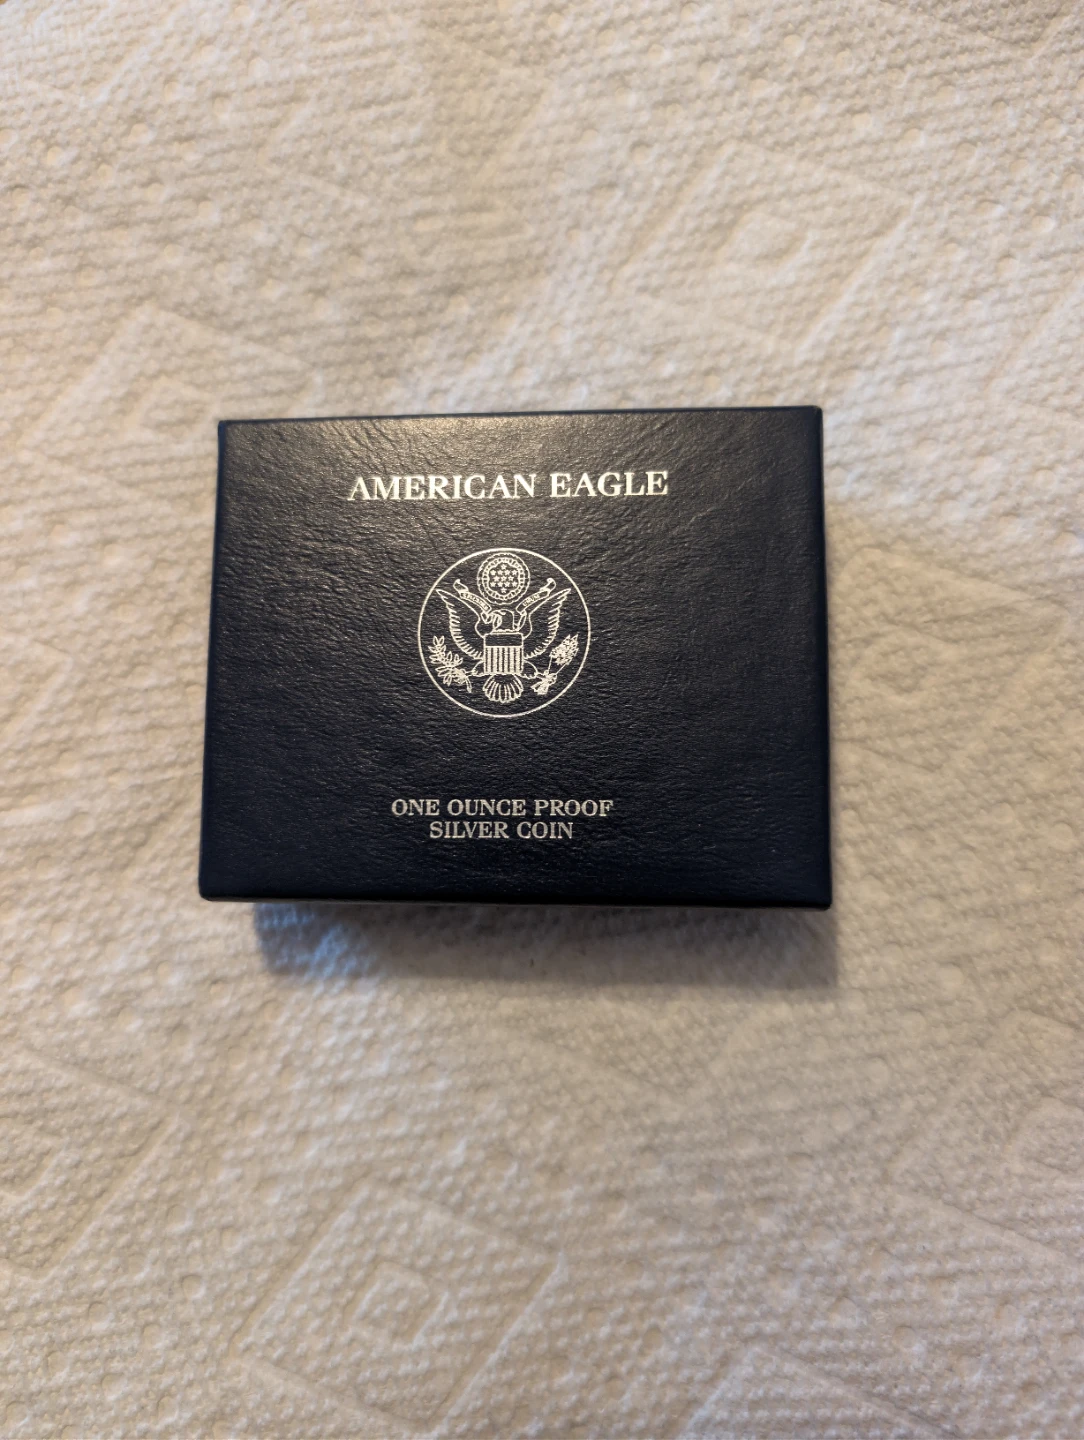 AMERICAN EAGLE
ONE OUNCE PROOF
SILVER COIN